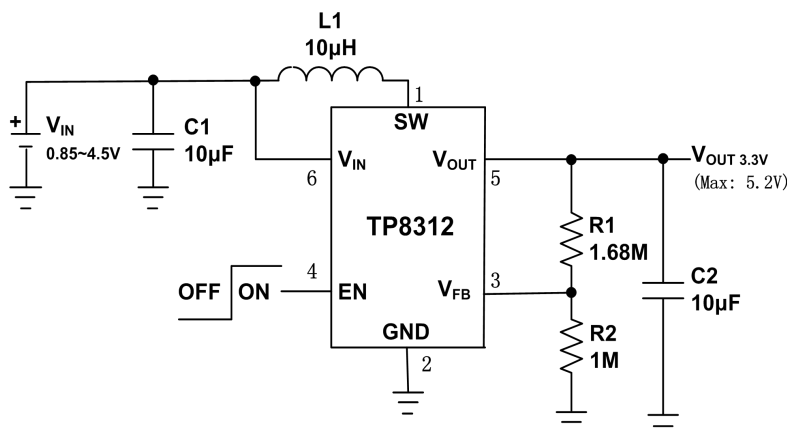 L1
10μH
1
SW
+
VIN
0.85~4.5V
C1
10μF
6
VIN
VOUT
5
VOUT 3.3V
(Max: 5.2V)
TP8312
R1
1.68M
OFF
ON
4
EN
VFB
3
C2
10μF
GND
2
R2
1M